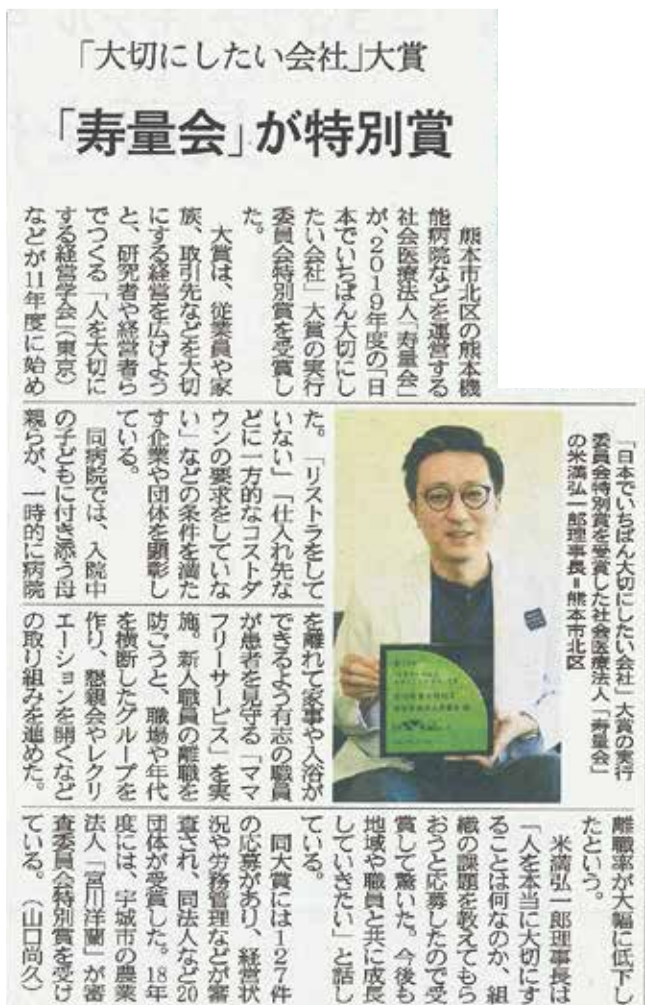 「大切にしたい会社」大賞
「寿量会」が特別賞
熊本市北区の熊本機
能病院などを運営する
社会医療法人「寿量会」
が、2019年度の「日
本でいちばん大切にし
たい会社」大賞の実行
委員会特別賞を受賞し
た。
大賞は、従業員や家
族、取引先などを大切
にする経営を広げよう
と、研究者や経営者ら
でつくる「人を大切に
する経営学会」(東京)
などが11年度に始め
た。「リストラをして
いない」「仕入れ先な
どに一方的なコストダ
ウンの要求をしていな
い」などの条件を満た
す企業や団体を顕彰し
ている。
同病院では、入院中
の子どもに付き添う母
親らが、一時的に病院
を離れて家事や入浴が
できるよう有志の職員
が患者を見守る「ママ
フリーサービス」を実
施。新人職員の離職を
防ごうと、職場や年代
を横断したグループを
作り、懇親会やレクリ
エーションを開くなど
の取り組みを進めた。
離職率が大幅に低下し
たという。
米満弘一郎理事長は
「人を本当に大切にす
ることは何なのか、組
織の課題を教えてもら
おうと応募したので受
賞して驚いた。今後も
地域や職員と共に成長
していきたい」と話し
ている。
同大賞には127件
の応募があり、経営状
況や労務管理などが審
査され、同法人など20
団体が受賞した。18年
度には、宇城市の農業
法人「宮川洋蘭」が審
査委員会特別賞を受け
ている。(山口尚久)
「日本でいちばん大切にしたい会社」大賞の実行
委員会特別賞を受賞した社会医療法人「寿量会」
の米満弘一郎理事長=熊本市北区